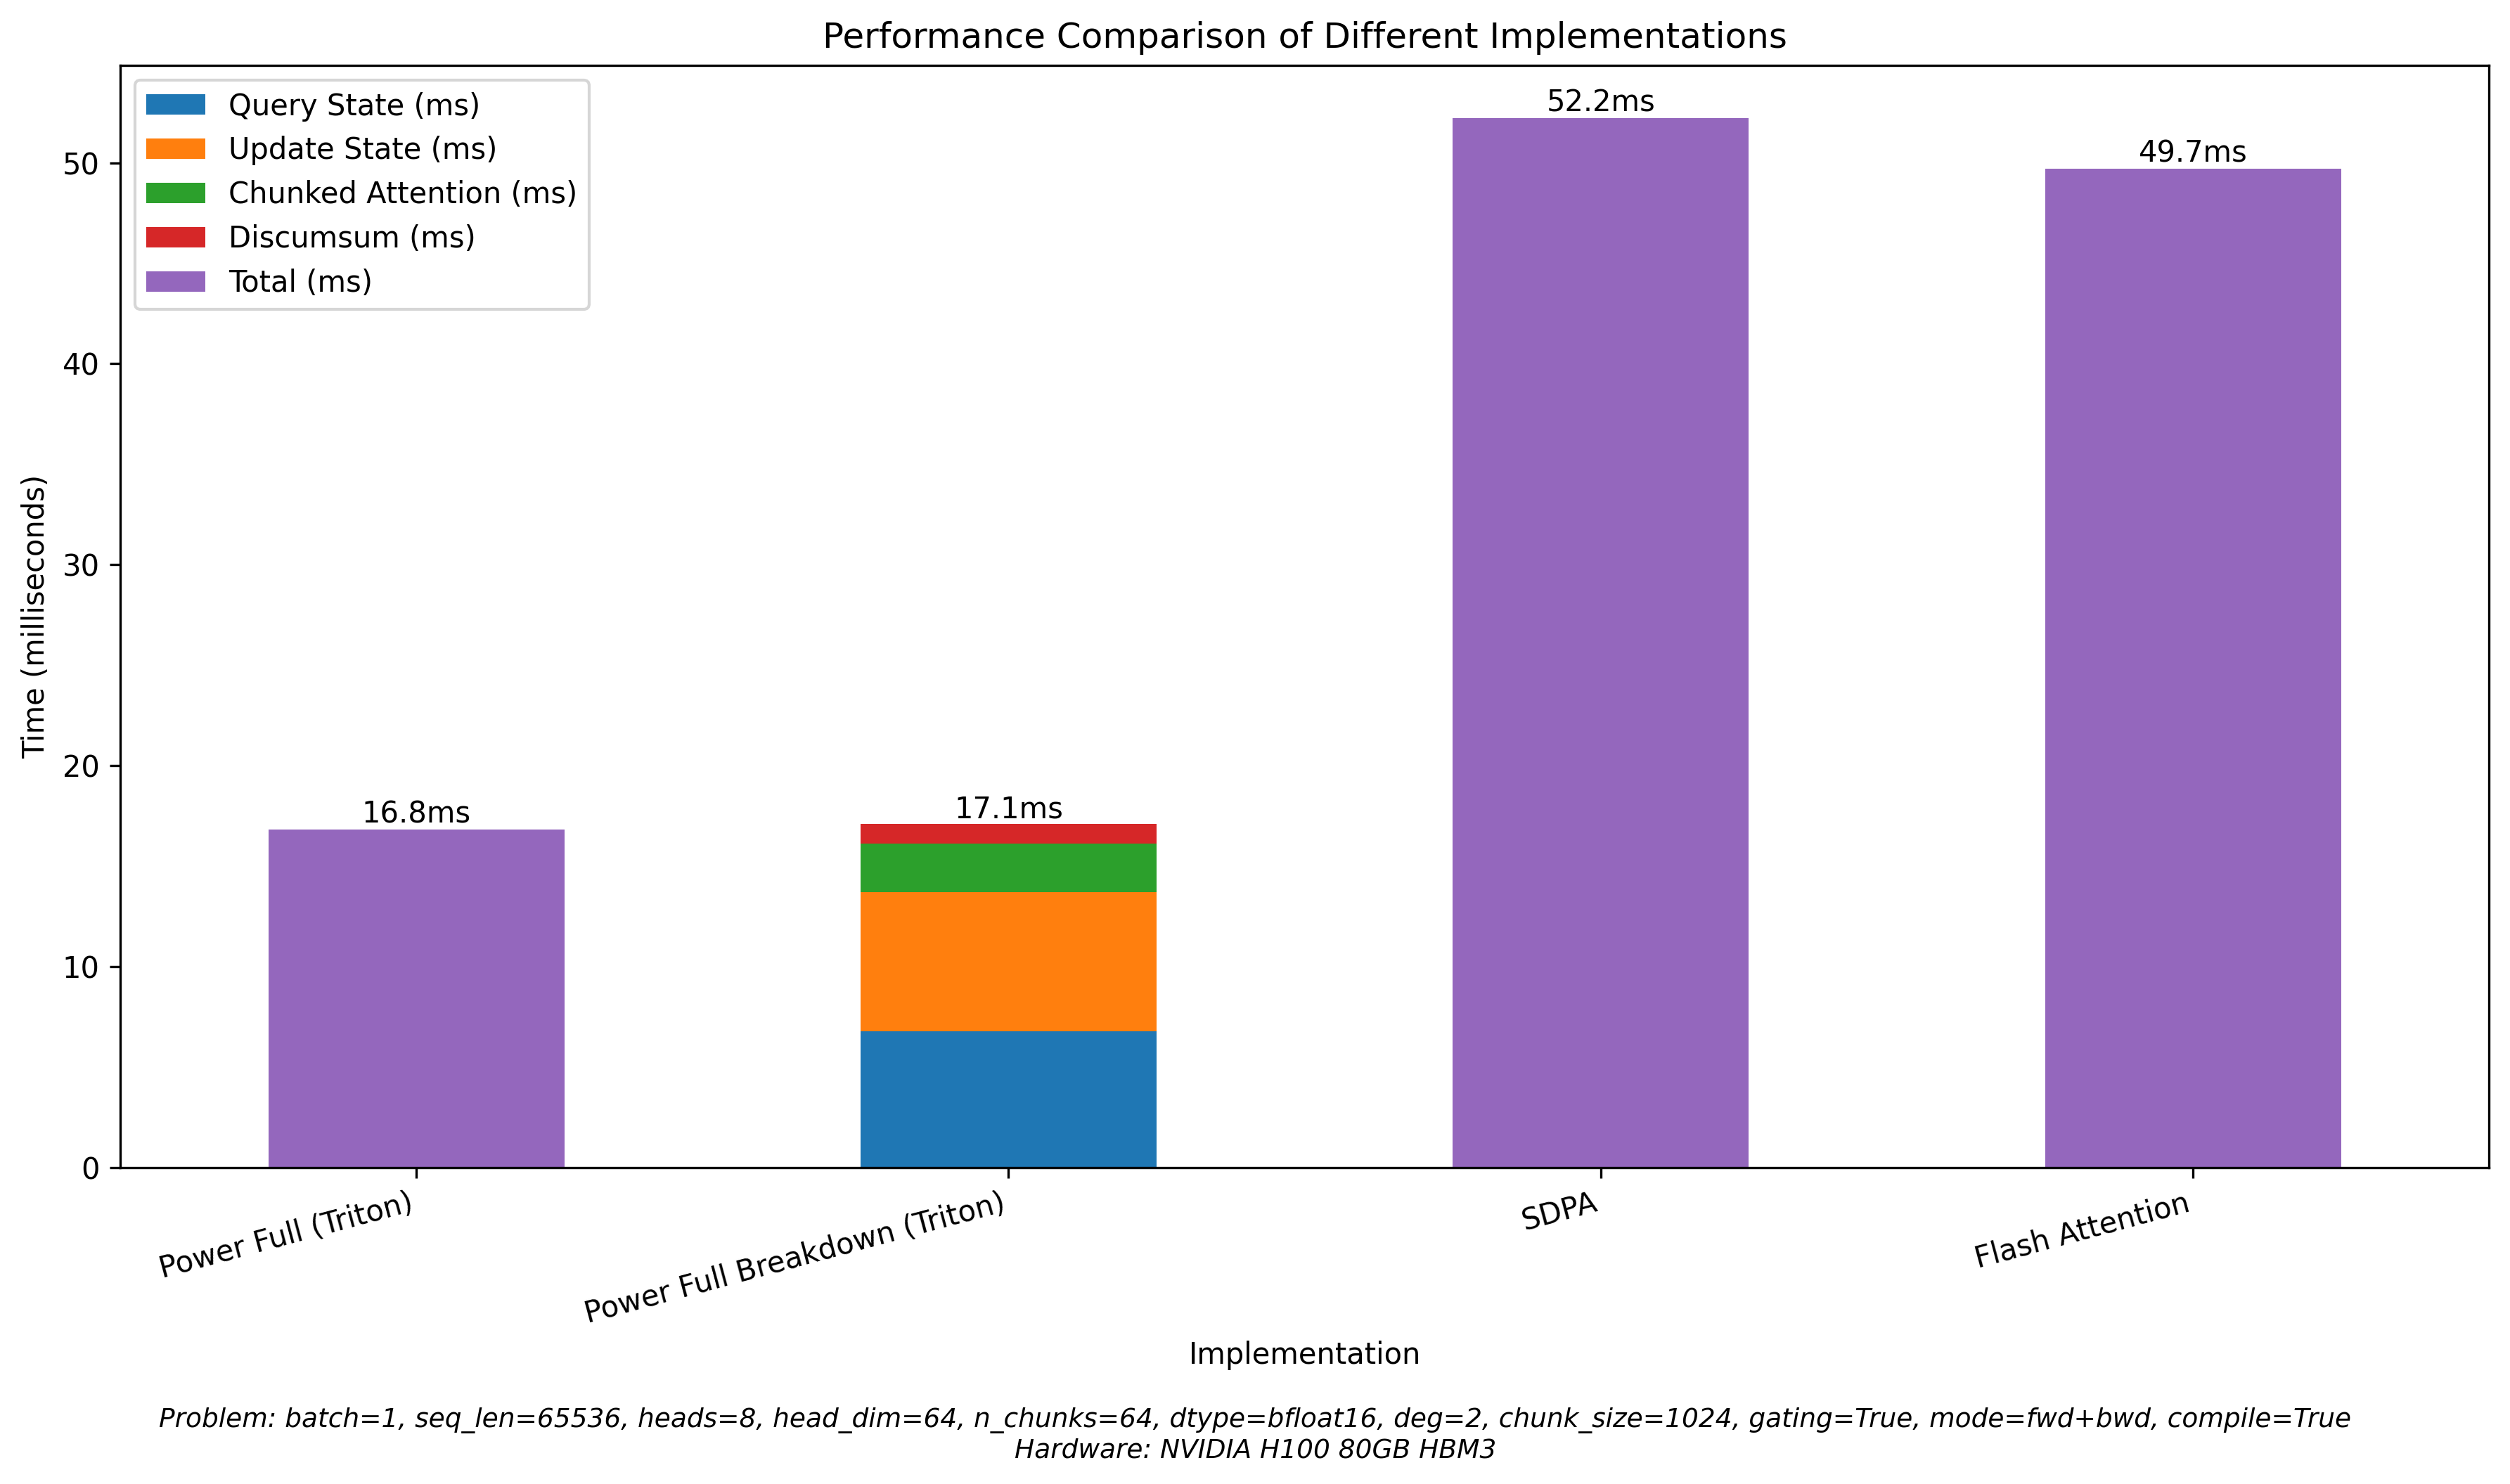 Performance Comparison of Different Implementations
Query State (ms)
Update State (ms)
Chunked Attention (ms)
Discumsum (ms)
Total (ms)
Time (milliseconds)
50
40
30
20
10
0
16.8ms
17.1ms
52.2ms
49.7ms
Power Full (Triton)
Power Full Breakdown (Triton)
SDPA
Flash Attention
Implementation
Problem: batch=1, seq_len=65536, heads=8, head_dim=64, n_chunks=64, dtype=bfloat16, deg=2, chunk_size=1024, gating=True, mode=fwd+bwd, compile=True
Hardware: NVIDIA H100 80GB HBM3